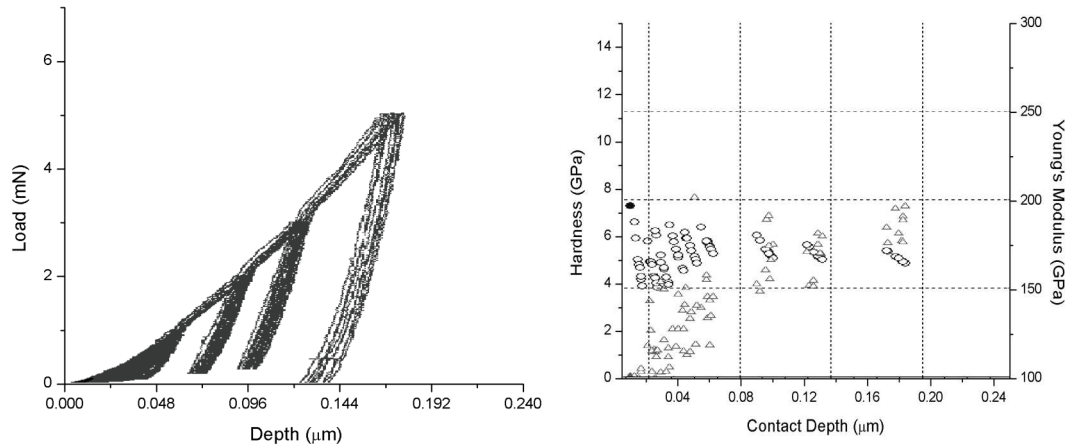 6
4
2
0
0.000 0.048 0.096 0.144 0.192 0.240
Load (mN)
Depth (μm)
14
12
10
8
6
4
2
0
Hardness (GPa)
300
250
200
150
100
Young's Modulus (GPa)
0.04 0.08 0.12 0.16 0.20 0.24
Contact Depth (μm)